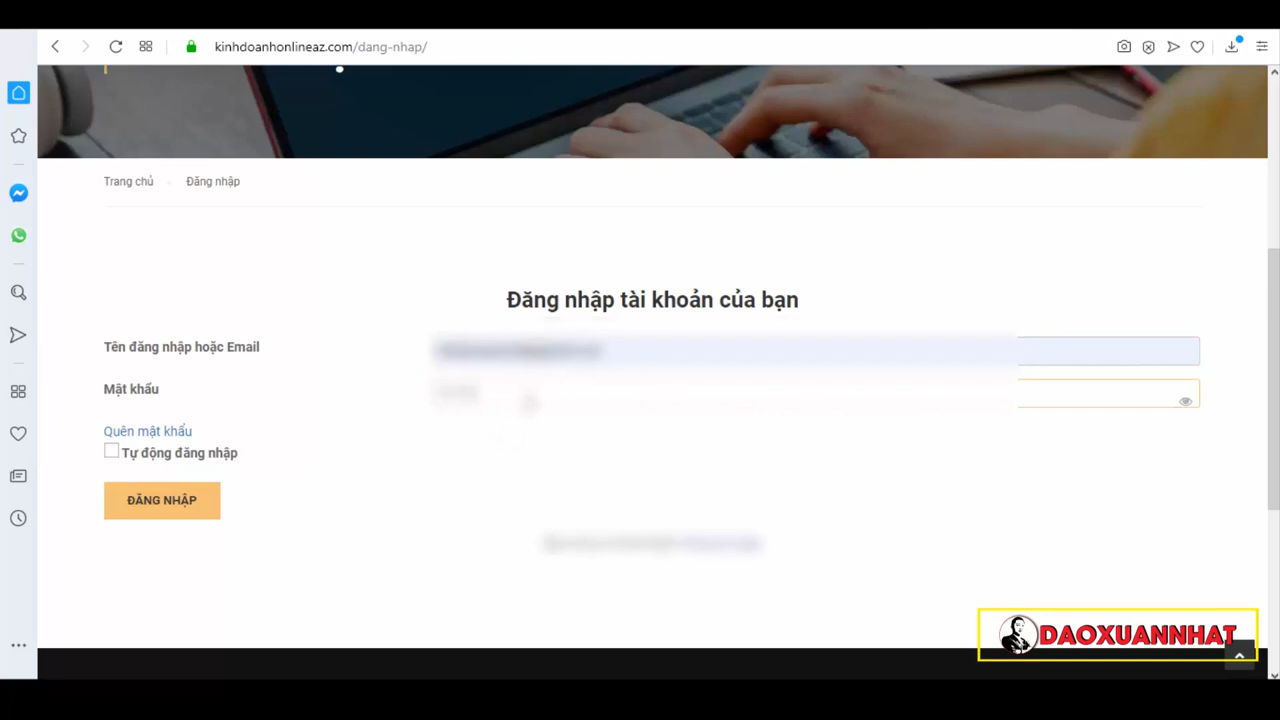 kinhdoanhonlineaz.com/dang-nhap/
Trang chủ Đăng nhập
Đăng nhập tài khoản của bạn
Tên đăng nhập hoặc Email
Mật khẩu
Quên mật khẩu
Tự động đăng nhập
ĐĂNG NHẬP
DAOXUANNHAT